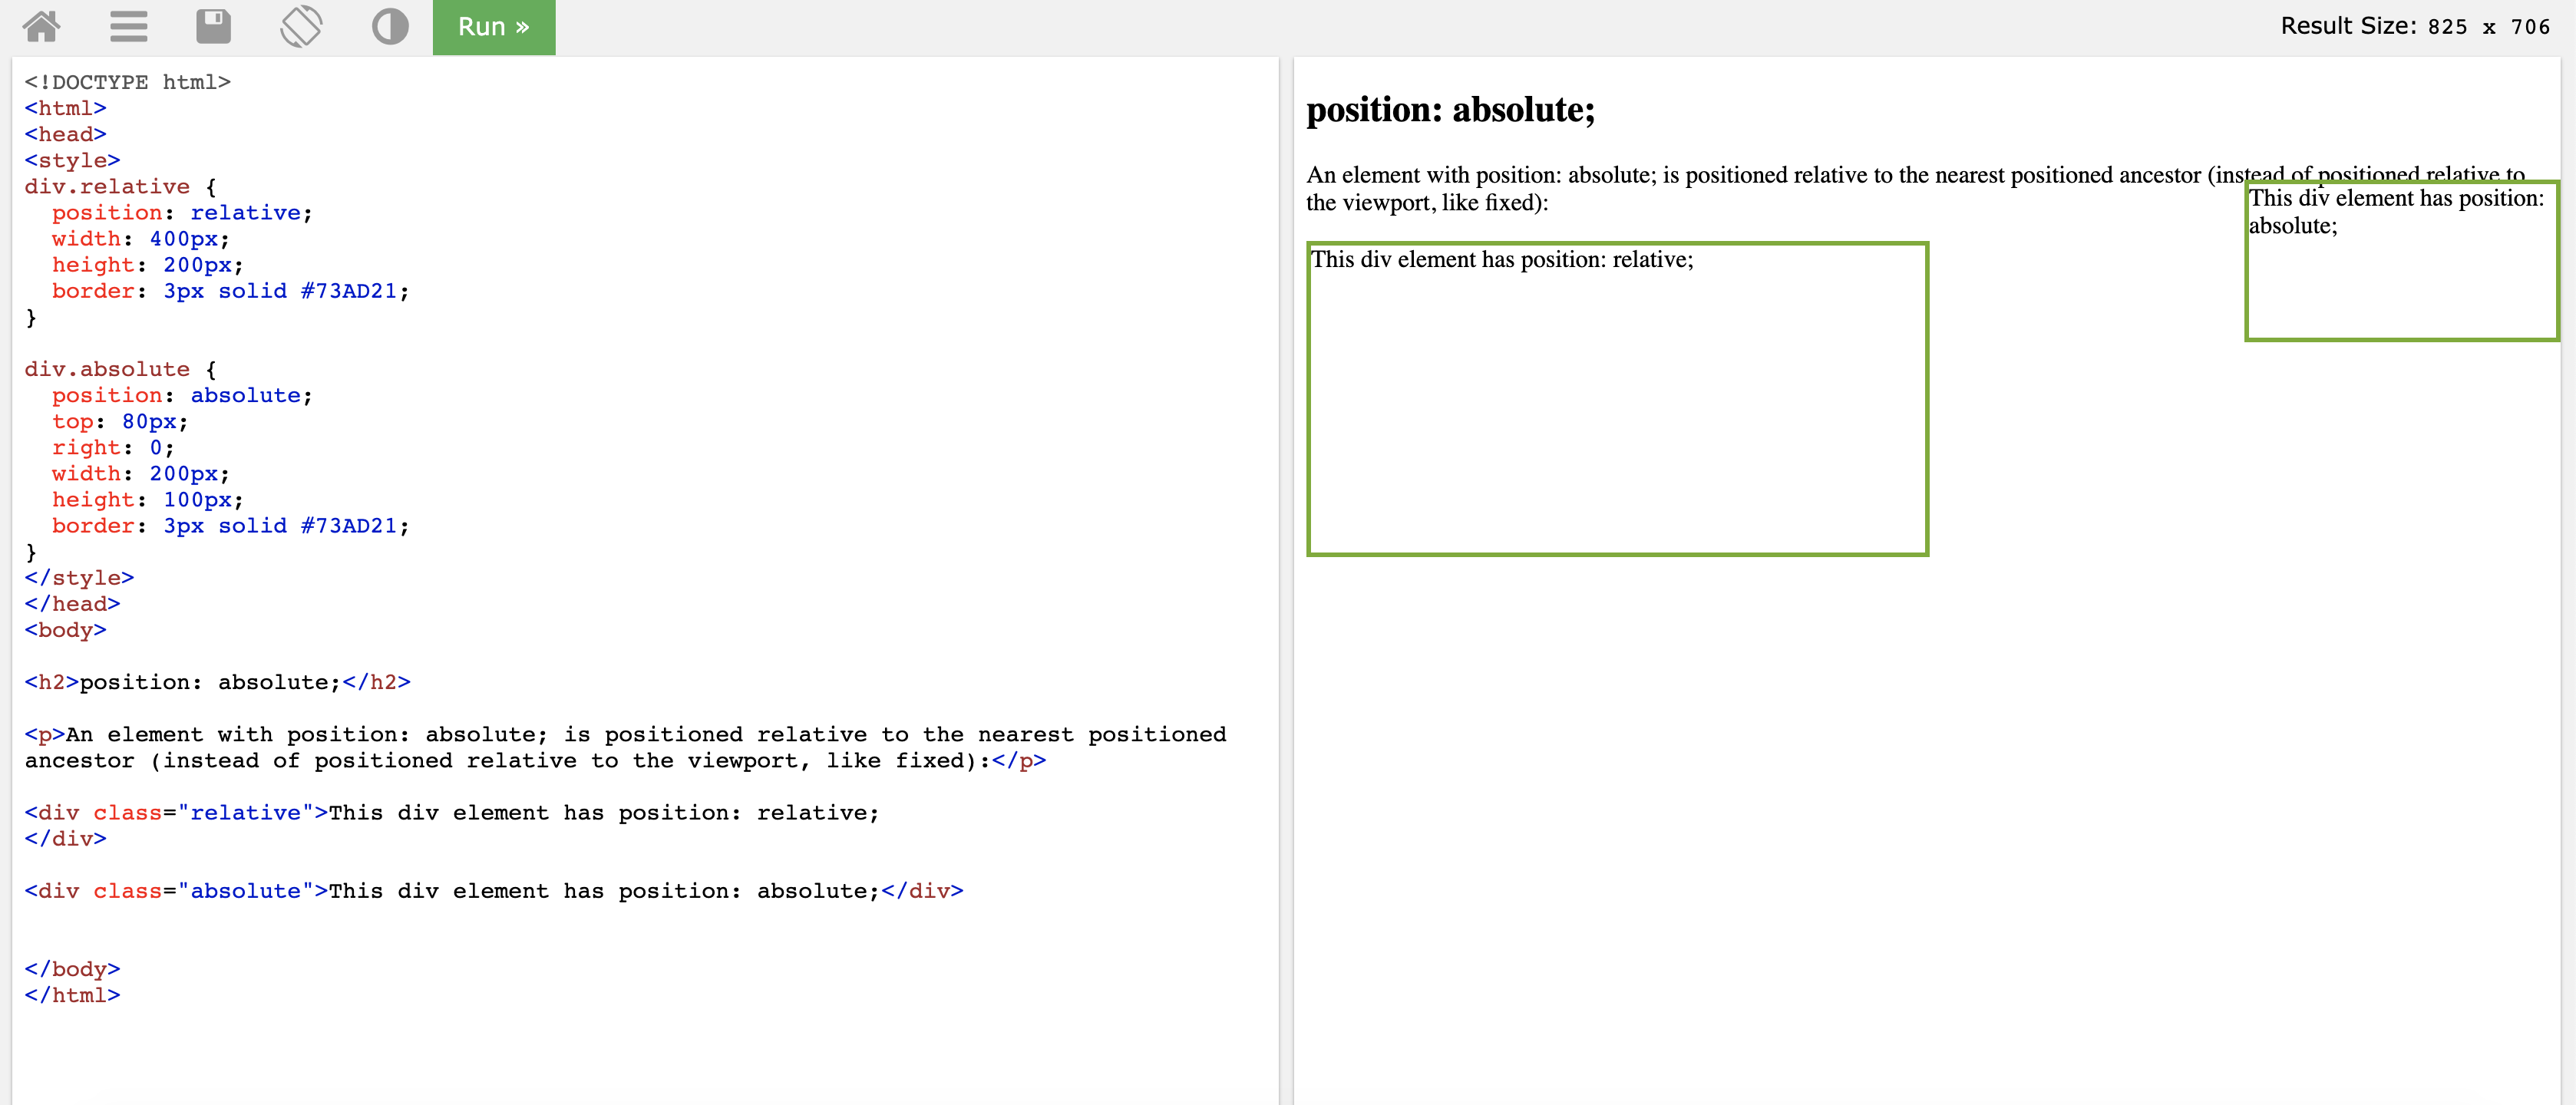 Run »
Result Size: 825 x 706
<!DOCTYPE html>
<html>
<head>
<style>
div.relative {
  position: relative;
  width: 400px;
  height: 200px;
  border: 3px solid #73AD21;
}
div.absolute {
  position: absolute;
  top: 80px;
  right: 0;
  width: 200px;
  height: 100px;
  border: 3px solid #73AD21;
}
</style>
</head>
<body>
<h2>position: absolute;</h2>
<p>An element with position: absolute; is positioned relative to the nearest positioned
ancestor (instead of positioned relative to the viewport, like fixed):</p>
<div class="relative">This div element has position: relative;
</div>
<div class="absolute">This div element has position: absolute;</div>
</body>
</html>
position: absolute;
An element with position: absolute; is positioned relative to the nearest positioned ancestor (instead of positioned relative to
the viewport, like fixed):
This div element has position:
absolute;
This div element has position: relative;